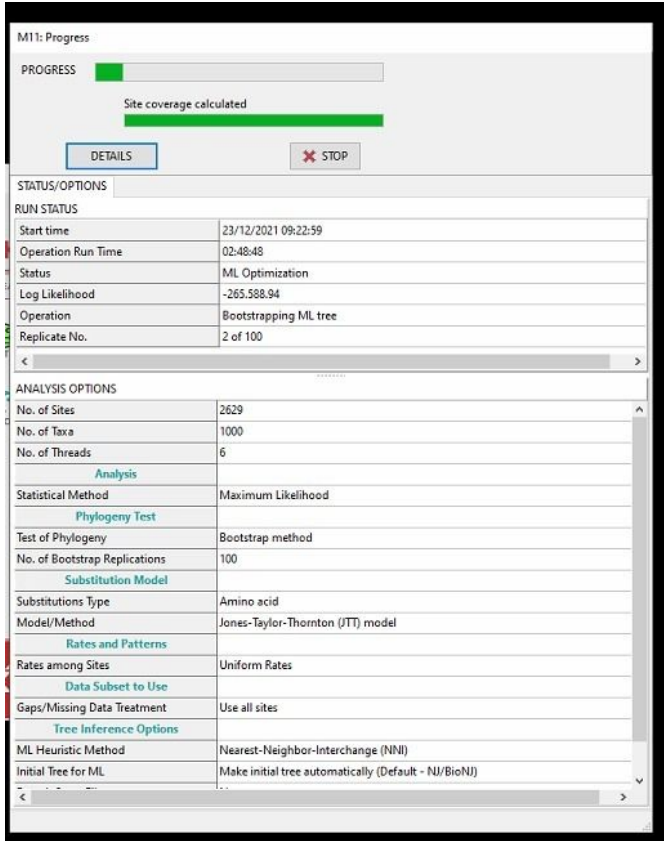 M11: Progress
PROGRESS
Site coverage calculated
DETAILS
STOP
STATUS/OPTIONS
RUN STATUS
Start time 23/12/2021 09:22:59
Operation Run Time 02:48:48
Status ML Optimization
Log Likelihood -265.588.94
Operation Bootstrapping ML tree
Replicate No. 2 of 100
ANALYSIS OPTIONS
No. of Sites 2629
No. of Taxa 1000
No. of Threads 6
Analysis
Statistical Method Maximum Likelihood
Phylogeny Test
Test of Phylogeny Bootstrap method
No. of Bootstrap Replications 100
Substitution Model
Substitutions Type Amino acid
Model/Method Jones-Taylor-Thornton (JTT) model
Rates and Patterns
Rates among Sites Uniform Rates
Data Subset to Use
Gaps/Missing Data Treatment Use all sites
Tree Inference Options
ML Heuristic Method Nearest-Neighbor-Interchange (NNI)
Initial Tree for ML Make initial tree automatically (Default - NJ/BioNJ)